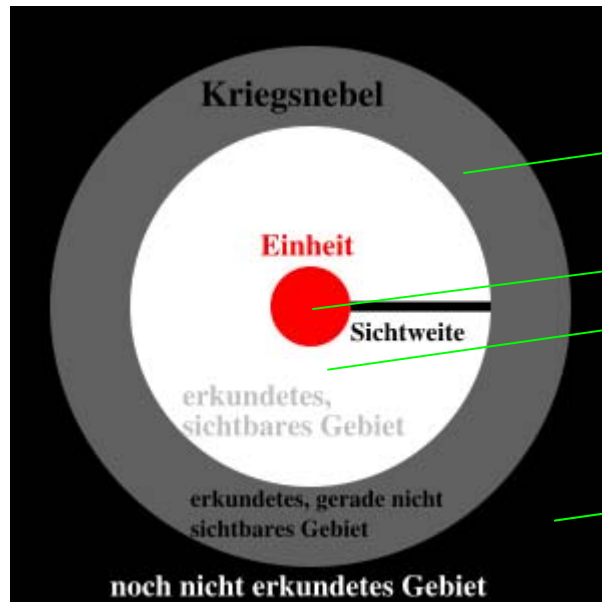 Kriegsnebel
Einheit
Sichtweite
erkundetes,
sichtbares Gebiet
erkundetes, gerade nicht
sichtbares Gebiet
noch nicht erkundetes Gebiet